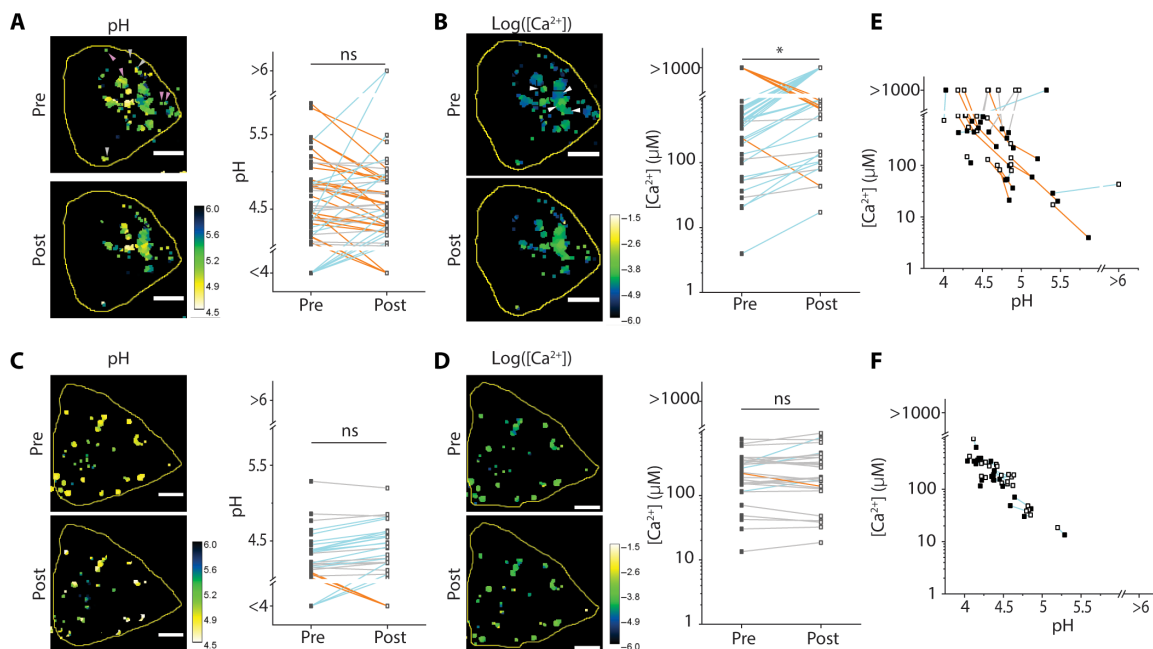 A
pH
Pre
Post
6.0
5.8
5.2
4.9
4.5
ns
>6
5.5
4.5
<4
pH
Pre
Post
B
Log([Ca²⁺])
Pre
Post
−1.5
−2.6
−3.8
−4.9
−6.0
*
>1000
100
10
1
[Ca²⁺] (µM)
Pre
Post
E
>1000
100
10
1
[Ca²⁺] (µM)
4
4.5
5
5.5
>6
pH
C
pH
Pre
Post
6.0
5.6
5.2
4.9
4.5
ns
>6
5.5
4.5
<4
pH
Pre
Post
D
Log([Ca²⁺])
Pre
Post
−1.5
−2.6
−3.8
−4.9
−6.0
ns
>1000
100
10
1
[Ca²⁺] (µM)
Pre
Post
F
>1000
100
10
1
[Ca²⁺] (µM)
4
4.5
5
5.5
>6
pH